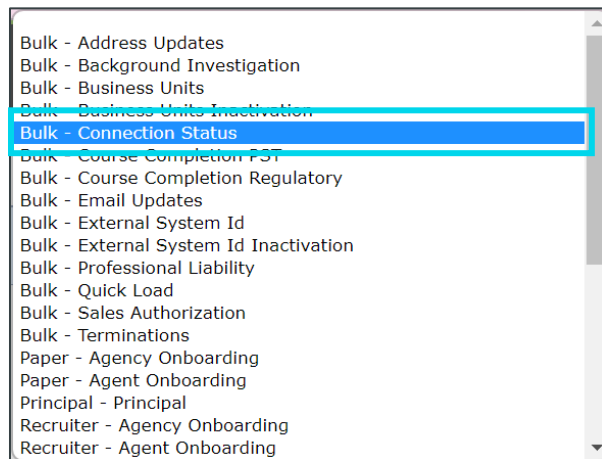 Bulk - Address Updates
Bulk - Background Investigation
Bulk - Business Units
Bulk - Business Units Inactivation
Bulk - Connection Status
Bulk - Course Completion PST
Bulk - Course Completion Regulatory
Bulk - Email Updates
Bulk - External System Id
Bulk - External System Id Inactivation
Bulk - Professional Liability
Bulk - Quick Load
Bulk - Sales Authorization
Bulk - Terminations
Paper - Agency Onboarding
Paper - Agent Onboarding
Principal - Principal
Recruiter - Agency Onboarding
Recruiter - Agent Onboarding